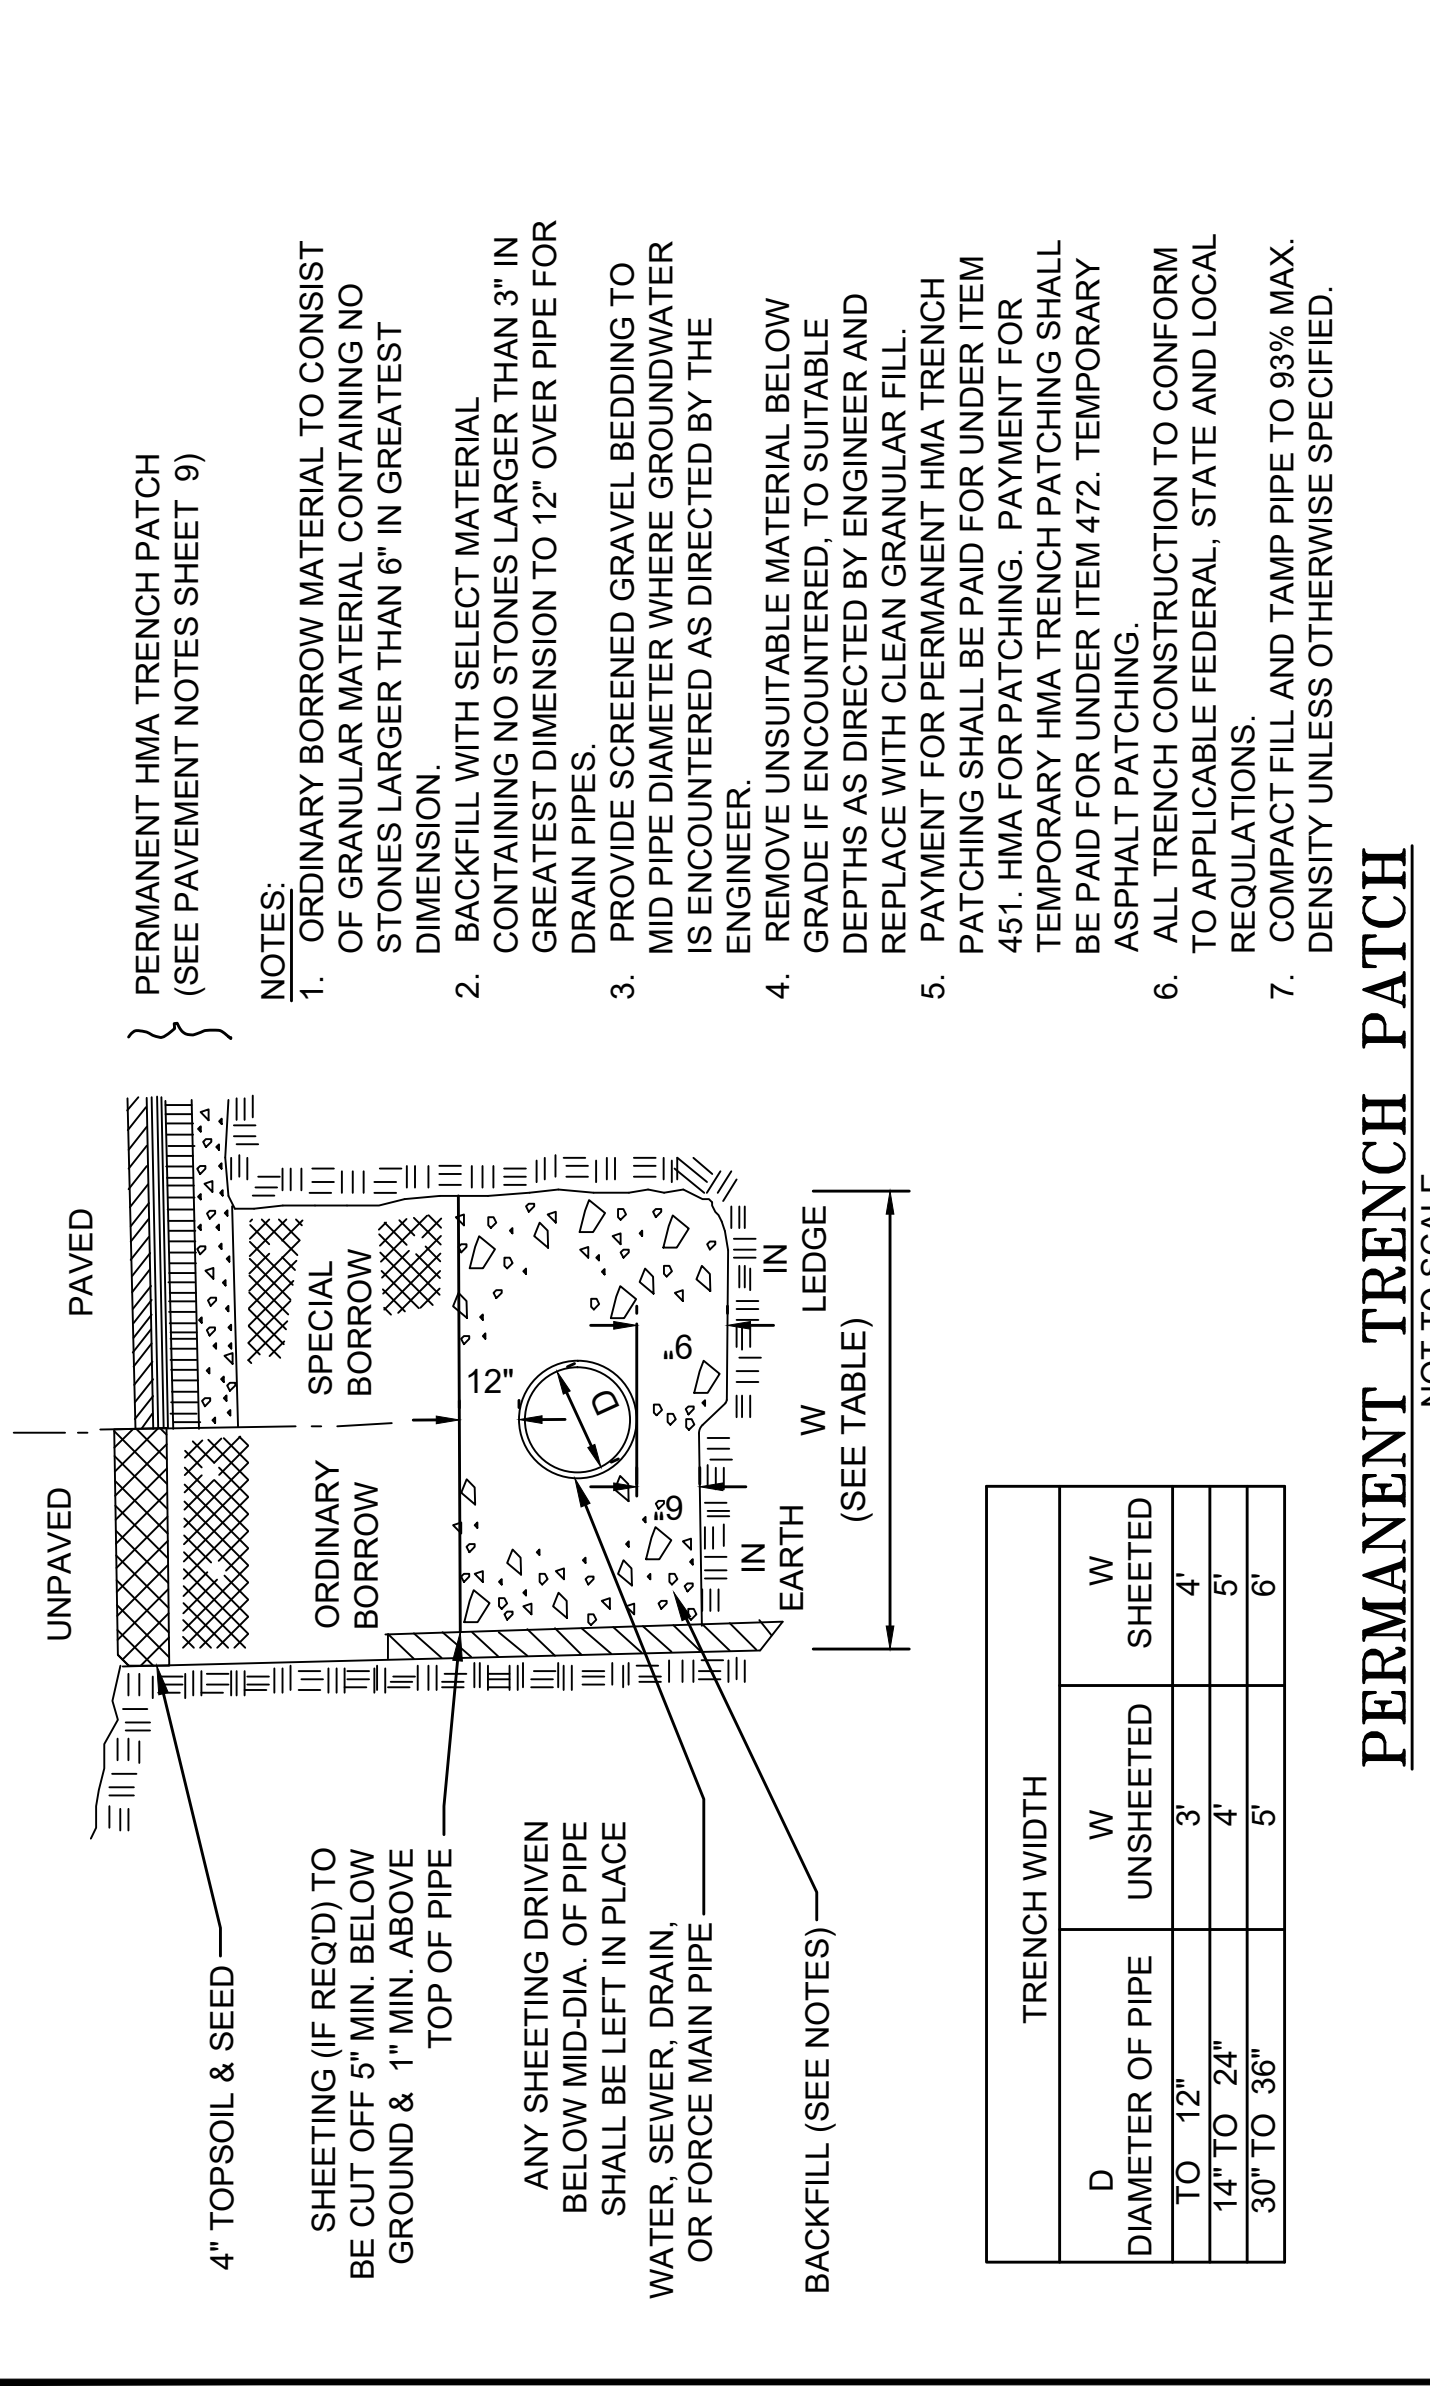 UNPAVED
PAVED
PERMANENT HMA TRENCH PATCH
(SEE PAVEMENT NOTES SHEET 9)
4" TOPSOIL & SEED
SHEETING (IF REQ'D) TO
BE CUT OFF 5" MIN. BELOW
GROUND & 1" MIN. ABOVE
TOP OF PIPE
ANY SHEETING DRIVEN
BELOW MID-DIA. OF PIPE
SHALL BE LEFT IN PLACE
WATER, SEWER, DRAIN,
OR FORCE MAIN PIPE
BACKFILL (SEE NOTES)
ORDINARY
BORROW
SPECIAL
BORROW
12"
D
6"
6"
IN
EARTH
IN
LEDGE
W
(SEE TABLE)
NOTES:
1. ORDINARY BORROW MATERIAL TO CONSIST
OF GRANULAR MATERIAL CONTAINING NO
STONES LARGER THAN 6" IN GREATEST
DIMENSION.
2. BACKFILL WITH SELECT MATERIAL
CONTAINING NO STONES LARGER THAN 3" IN
GREATEST DIMENSION TO 12" OVER PIPE FOR
DRAIN PIPES.
3. PROVIDE SCREENED GRAVEL BEDDING TO
MID PIPE DIAMETER WHERE GROUNDWATER
IS ENCOUNTERED AS DIRECTED BY THE
ENGINEER.
4. REMOVE UNSUITABLE MATERIAL BELOW
GRADE IF ENCOUNTERED, TO SUITABLE
DEPTHS AS DIRECTED BY ENGINEER AND
REPLACE WITH CLEAN GRANULAR FILL.
5. PAYMENT FOR PERMANENT HMA TRENCH
PATCHING SHALL BE PAID FOR UNDER ITEM
451. HMA FOR PATCHING. PAYMENT FOR
TEMPORARY HMA TRENCH PATCHING SHALL
BE PAID FOR UNDER ITEM 472. TEMPORARY
ASPHALT PATCHING.
6. ALL TRENCH CONSTRUCTION TO CONFORM
TO APPLICABLE FEDERAL, STATE AND LOCAL
REQULATIONS.
7. COMPACT FILL AND TAMP PIPE TO 93% MAX.
DENSITY UNLESS OTHERWISE SPECIFIED.
TRENCH WIDTH
D W W
DIAMETER OF PIPE UNSHEETED SHEETED
TO 12" 3' 4'
14" TO 24" 4' 5'
30" TO 36" 5' 6'
PERMANENT TRENCH PATCH
NOT TO SCALE